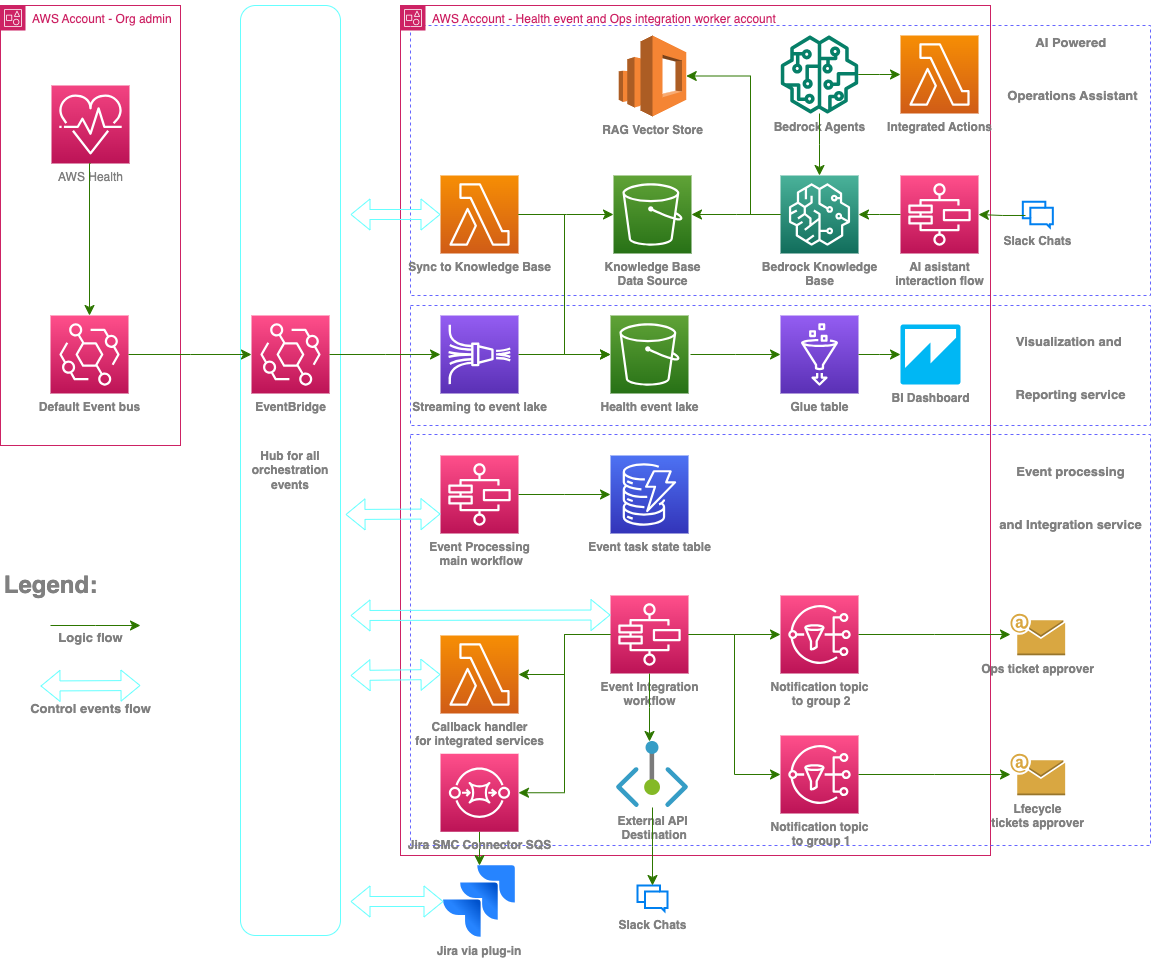 AWS Account - Org admin
AWS Account - Health event and Ops integration worker account
AI Powered
Operations Assistant
RAG Vector Store
Bedrock Agents
Integrated Actions
AWS Health
Slack Chats
Sync to Knowledge Base
Knowledge Base
Data Source
Bedrock Knowledge
Base
AI asistant
interaction flow
Visualization and
Reporting service
Default Event bus
EventBridge
Streaming to event lake
Health event lake
Glue table
BI Dashboard
Hub for all
orchestration
events
Event processing
and Integration service
Event Processing
main workflow
Event task state table
Legend:
Logic flow
Control events flow
@
Event Integration
workflow
Notification topic
to group 2
Ops ticket approver
Callback handler
for integrated services
@
External API
Destination
Notification topic
to group 1
Lfecycle
tickets approver
Jira SMC Connector SQS
Slack Chats
Jira via plug-in